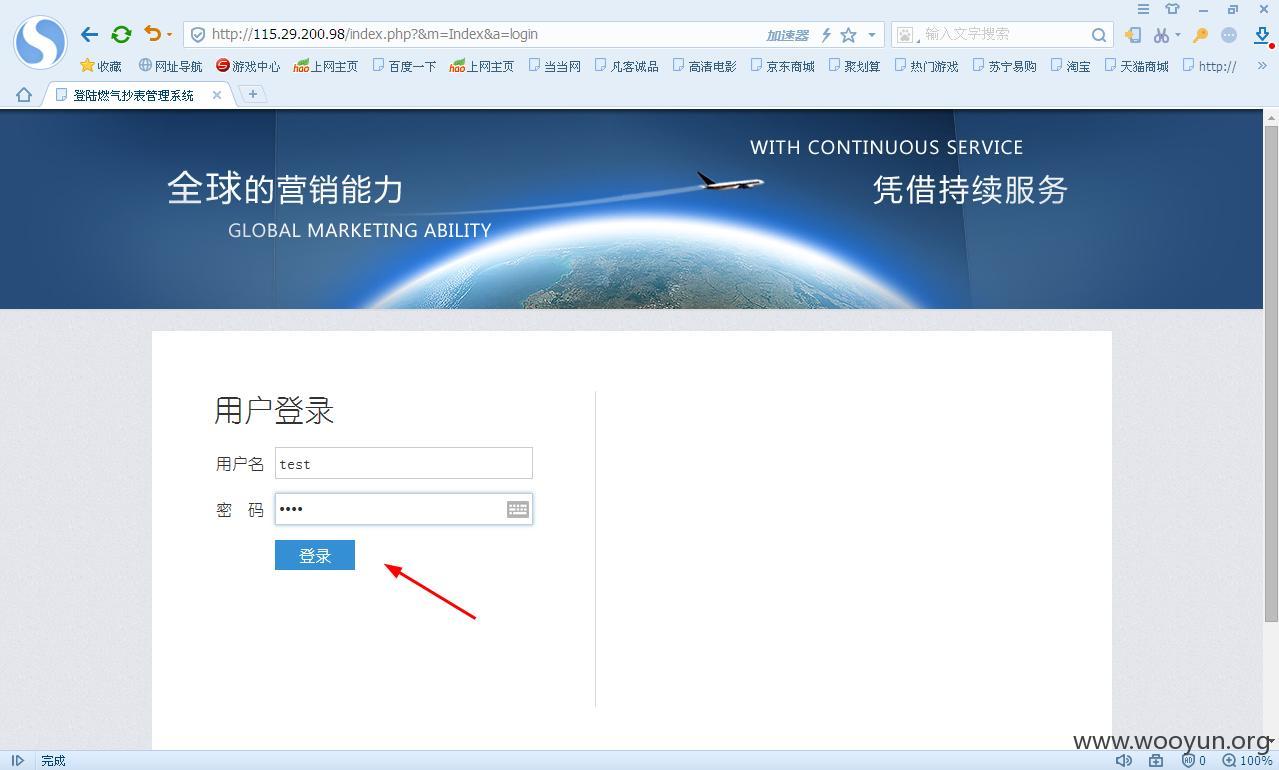 http://115.29.200.98/index.php?&m=Index&a=login
加速器
输入文字搜索
收藏 网址导航 游戏中心 上网主页 百度一下 上网主页 当当网 凡客诚品 高清电影 京东商城 聚划算 热门游戏 苏宁易购 淘宝 天猫商城 http://
登陆燃气抄表管理系统
WITH CONTINUOUS SERVICE
全球的营销能力
凭借持续服务
GLOBAL MARKETING ABILITY
用户登录
用户名 test
密 码 ••••
登录
www.wooyun.org
完成
0
100%